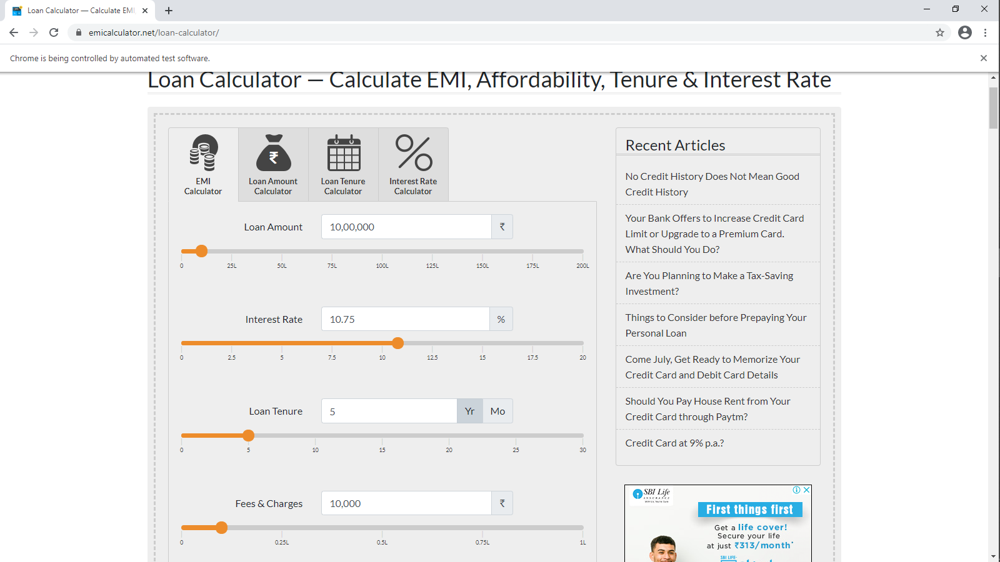 Loan Calculator — Calculate EMI
emicalculator.net/loan-calculator/
Chrome is being controlled by automated test software.
Loan Calculator — Calculate EMI, Affordability, Tenure & Interest Rate
EMI
Calculator
Loan Amount
Calculator
Loan Tenure
Calculator
Interest Rate
Calculator
Loan Amount
10,00,000
₹
0 25L 50L 75L 100L 125L 150L 175L 200L
Interest Rate
10.75
%
0 2.5 5 7.5 10 12.5 15 17.5 20
Loan Tenure
5
Yr
Mo
0 5 10 15 20 25 30
Fees & Charges
10,000
₹
0 0.25L 0.5L 0.75L 1L
Recent Articles
No Credit History Does Not Mean Good
Credit History
Your Bank Offers to Increase Credit Card
Limit or Upgrade to a Premium Card.
What Should You Do?
Are You Planning to Make a Tax-Saving
Investment?
Things to Consider before Prepaying Your
Personal Loan
Come July, Get Ready to Memorize Your
Credit Card and Debit Card Details
Should You Pay House Rent from Your
Credit Card through Paytm?
Credit Card at 9% p.a.?
SBI Life
INSURANCE
First things first
Get a life cover!
Secure your life
at just ₹313/month*
SBI LIFE-